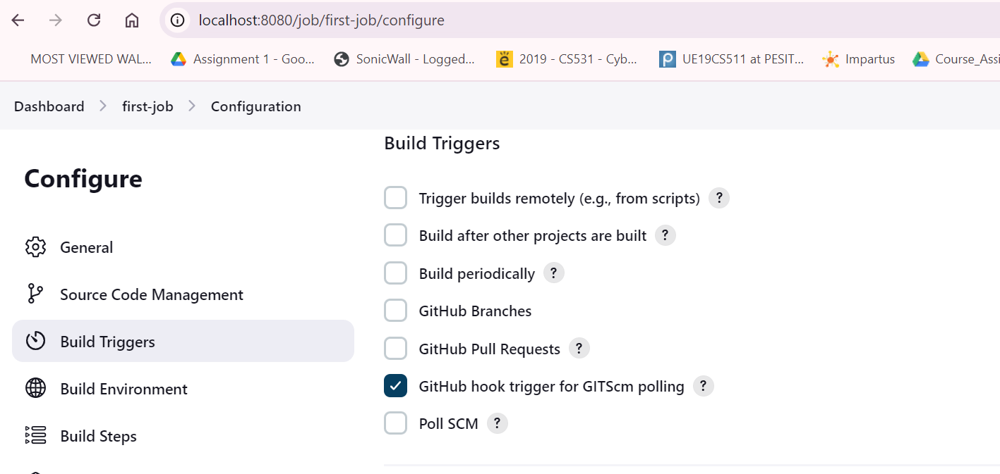 localhost:8080/job/first-job/configure
MOST VIEWED WAL... Assignment 1 - Goo... SonicWall - Logged... 2019 - CS531 - Cyb... UE19CS511 at PESIT... Impartus Course_Assi
Dashboard > first-job > Configuration
Configure
General
Source Code Management
Build Triggers
Build Environment
Build Steps
Build Triggers
Trigger builds remotely (e.g., from scripts) ?
Build after other projects are built ?
Build periodically ?
GitHub Branches
GitHub Pull Requests ?
GitHub hook trigger for GITScm polling ?
Poll SCM ?